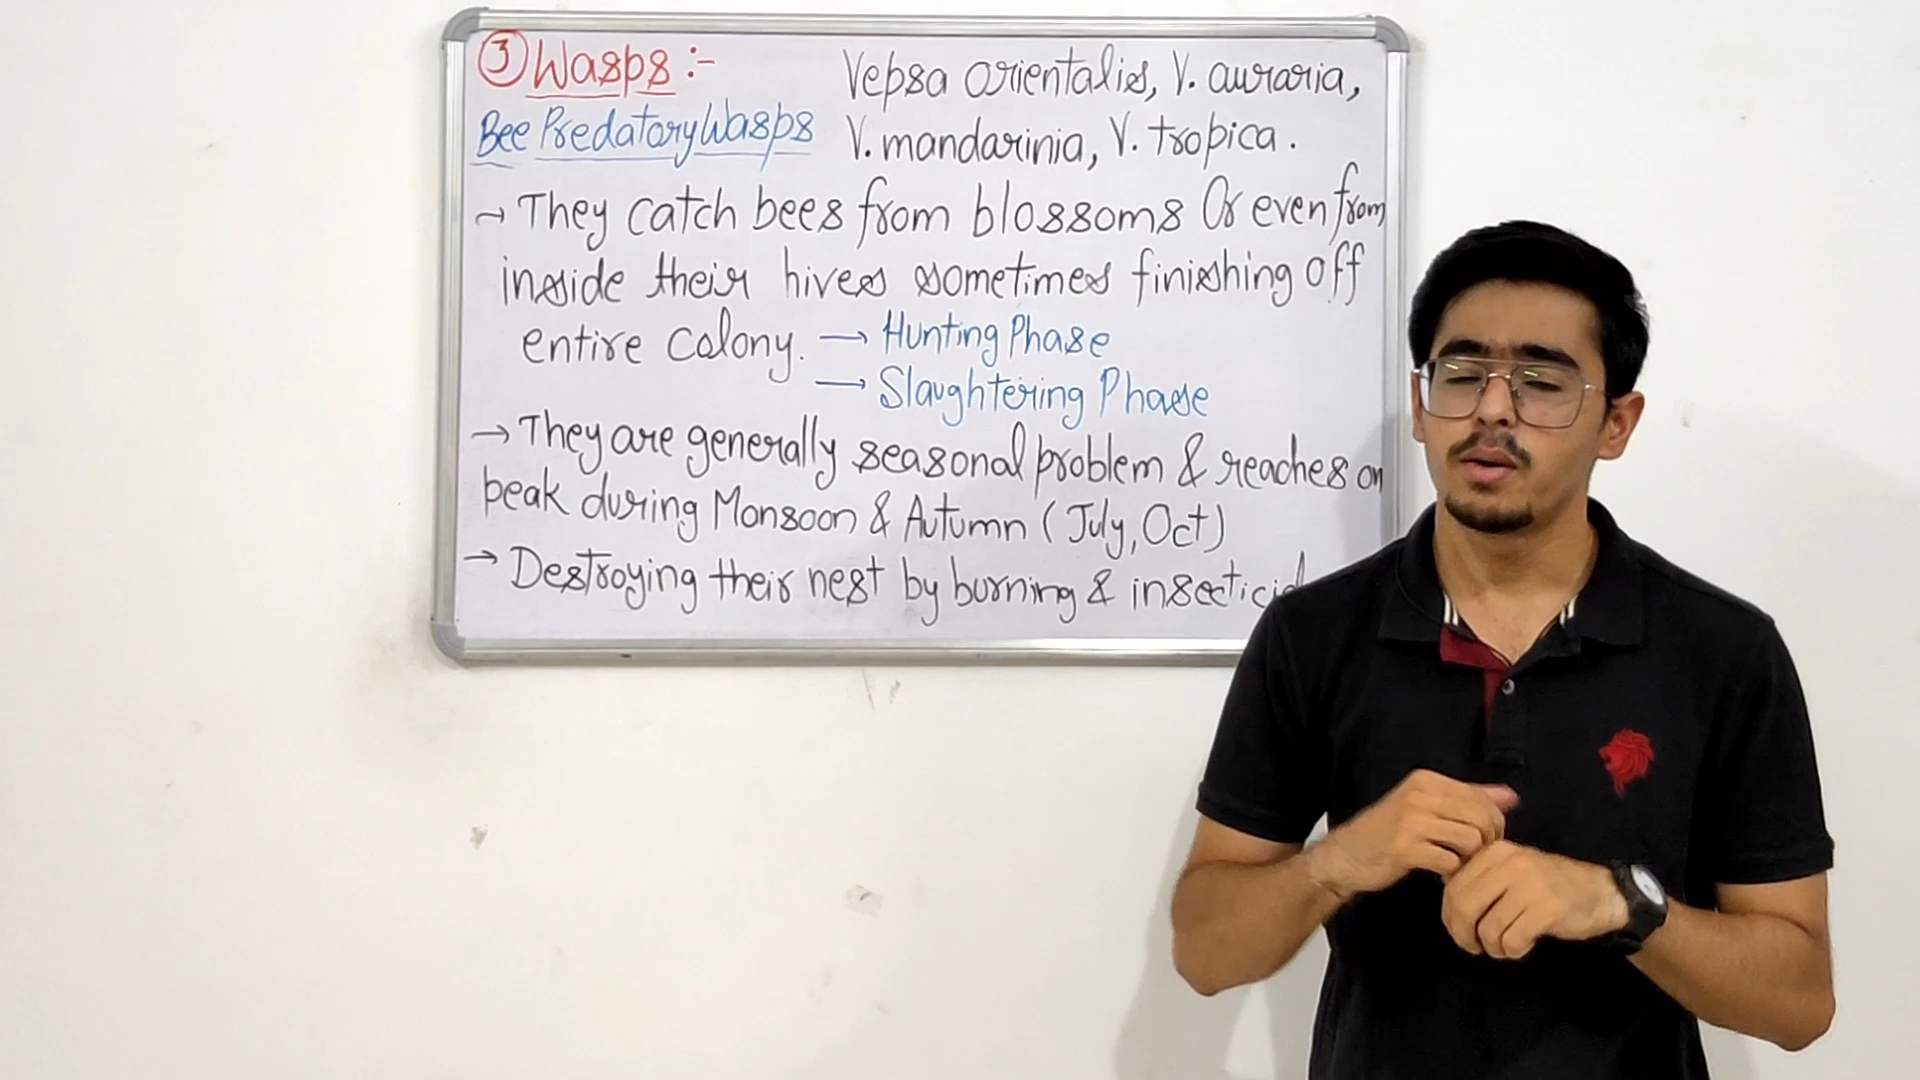 ③ Wasps :-
Vepsa orientalis, V. auraria,
Bee Predatory Wasps
V. mandarinia, V. tropica.
→ They catch bees from blossoms Or even from
inside their hives sometimes finishing off
entire colony. → Hunting Phase
→ Slaughtering Phase
→ They are generally seasonal problem & reaches on
peak during Monsoon & Autumn (July, Oct)
→ Destroying their nest by burning & insecticid